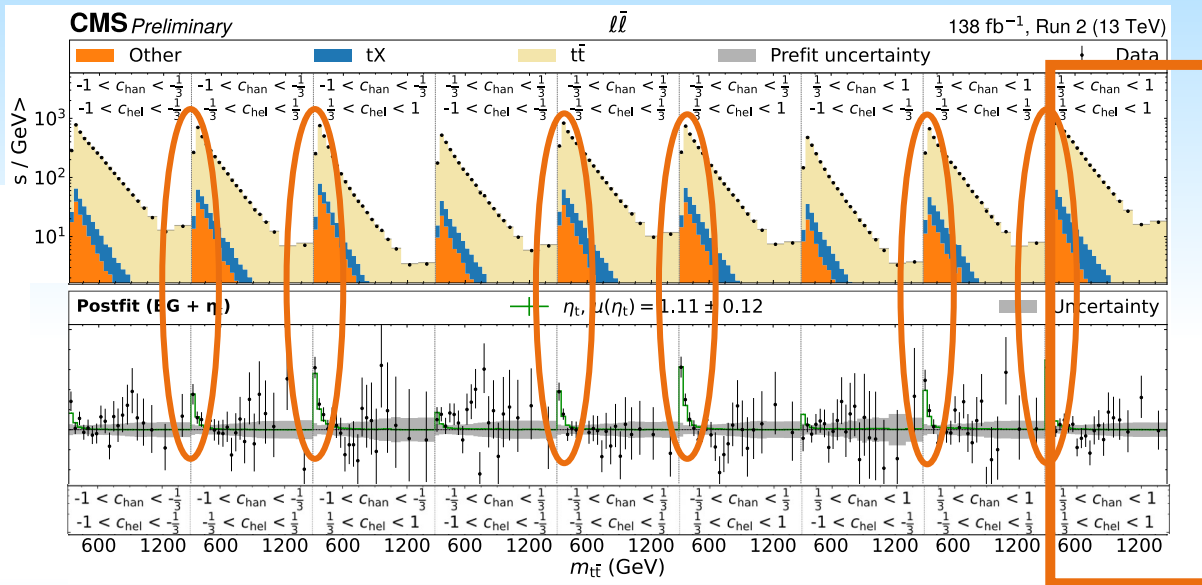 CMS Preliminary ℓℓ̄ 138 fb⁻¹, Run 2 (13 TeV)
Other tX tt̄ Prefit uncertainty Data
-1 < c_han < -1/3 -1 < c_han < -1/3 -1 < c_han < -1/3 -1/3 < c_han < 1/3 -1/3 < c_han < 1/3 -1/3 < c_han < 1/3 1/3 < c_han < 1 1/3 < c_han < 1 1/3 < c_han < 1
-1 < c_hel < -1/3 -1/3 < c_hel < 1/3 1/3 < c_hel < 1 -1 < c_hel < -1/3 -1/3 < c_hel < 1/3 1/3 < c_hel < 1 -1 < c_hel < -1/3 -1/3 < c_hel < 1/3 1/3 < c_hel < 1
10³
10²
10¹
s / GeV>
Postfit (BG + η_t) η_t, μ(η_t) = 1.11 ± 0.12 Uncertainty
-1 < c_han < -1/3 -1 < c_han < -1/3 -1 < c_han < -1/3 -1/3 < c_han < 1/3 -1/3 < c_han < 1/3 -1/3 < c_han < 1/3 1/3 < c_han < 1 1/3 < c_han < 1 1/3 < c_han < 1
-1 < c_hel < -1/3 -1/3 < c_hel < 1/3 1/3 < c_hel < 1 -1 < c_hel < -1/3 -1/3 < c_hel < 1/3 1/3 < c_hel < 1 -1 < c_hel < -1/3 -1/3 < c_hel < 1/3 1/3 < c_hel < 1
600 1200 600 1200 600 1200 600 1200 600 1200 600 1200 600 1200 600 1200 600 1200
m_tt̄ (GeV)